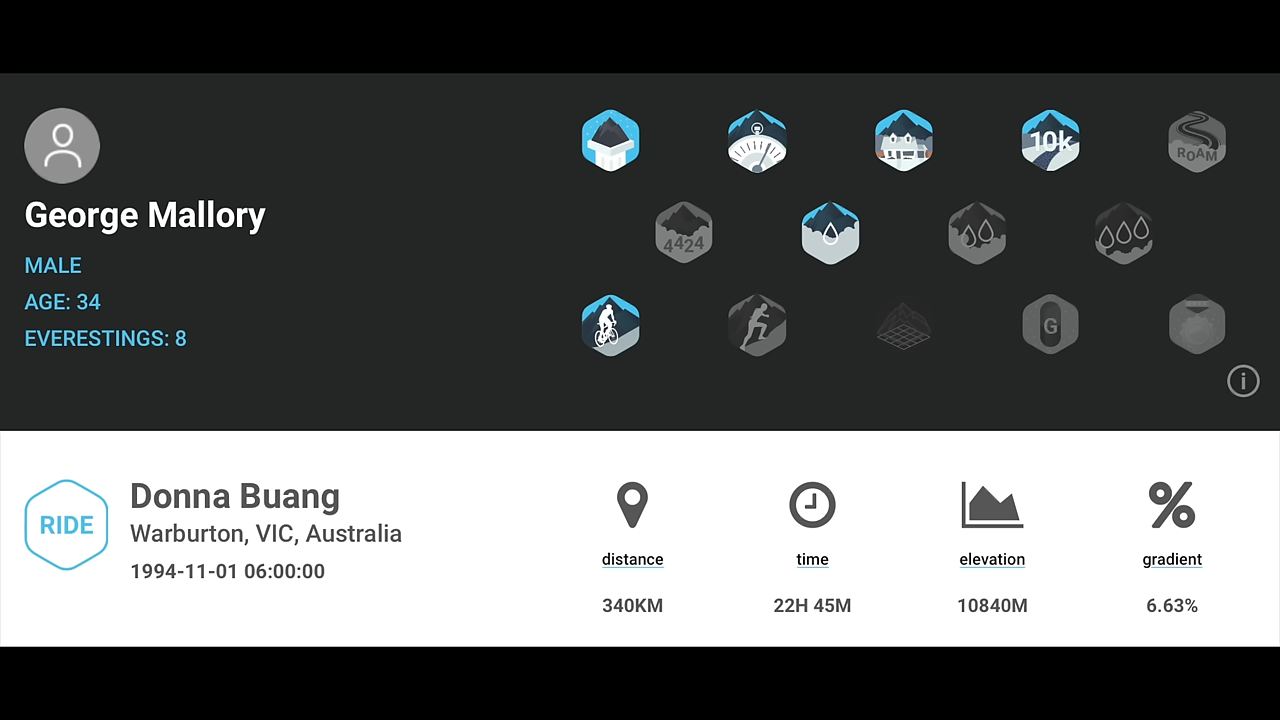 George Mallory
MALE
AGE: 34
EVERESTINGS: 8
10k
ROAM
4424
G
i
RIDE
Donna Buang
Warburton, VIC, Australia
1994-11-01 06:00:00
distance
time
elevation
gradient
340KM
22H 45M
10840M
6.63%